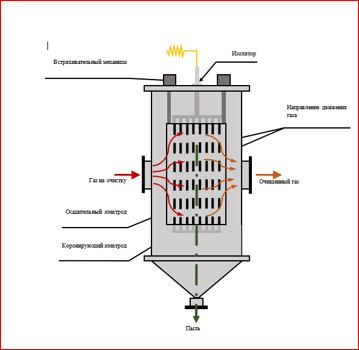 Изолятор
Встряхивательный механизм
Направление движения
газа
Газ на очистку
Очищенный газ
Осадительный электрод
Коронирующий электрод
Пыль